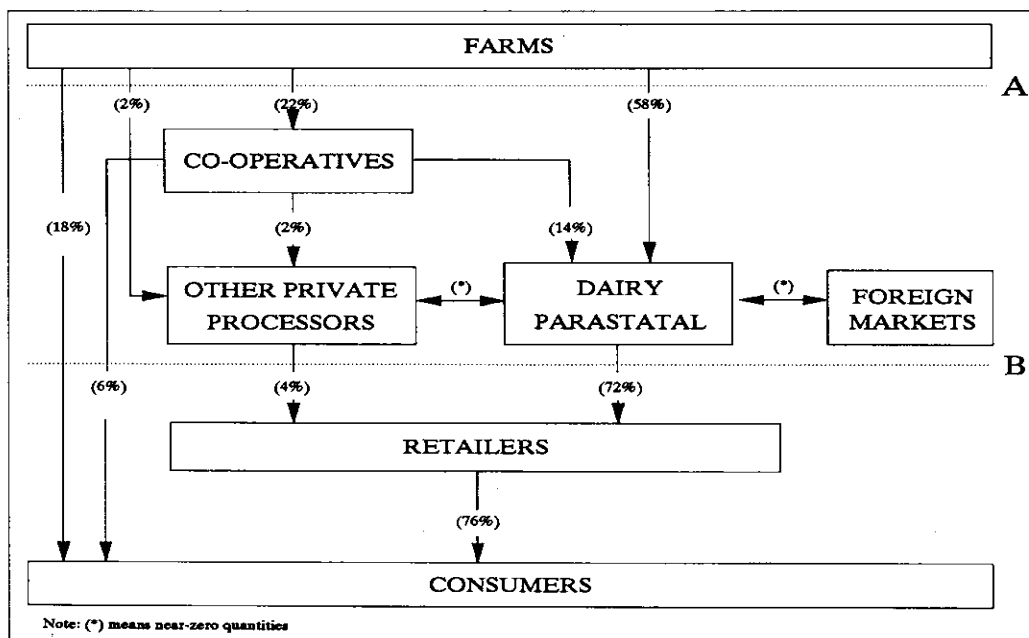 FARMS
A
(2%) (22%) (58%)
CO-OPERATIVES
(18%) (2%) (14%)
OTHER PRIVATE
PROCESSORS
(*)
DAIRY
PARASTATAL
(*)
FOREIGN
MARKETS
B
(6%) (4%) (72%)
RETAILERS
(76%)
CONSUMERS
Note: (*) means near-zero quantities